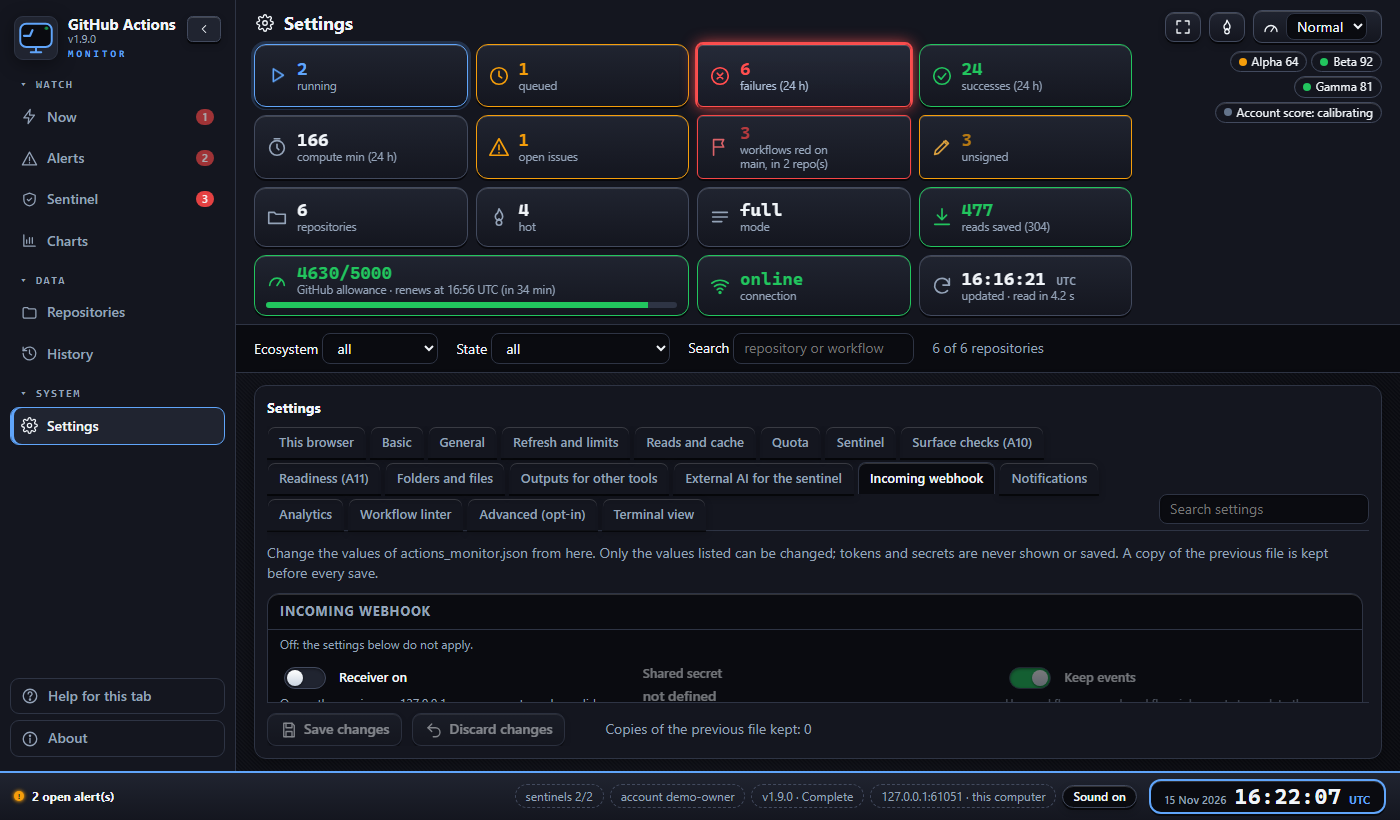 GitHub Actions
v1.9.0
MONITOR
WATCH
Now 1
Alerts 2
Sentinel 3
Charts
DATA
Repositories
History
SYSTEM
Settings
Help for this tab
About
Settings
Normal
Alpha 64
Beta 92
Gamma 81
Account score: calibrating
2
running
1
queued
6
failures (24 h)
24
successes (24 h)
166
compute min (24 h)
1
open issues
3
workflows red on
main, in 2 repo(s)
3
unsigned
6
repositories
4
hot
full
mode
477
reads saved (304)
4630/5000
GitHub allowance · renews at 16:56 UTC (in 34 min)
online
connection
16:16:21 UTC
updated · read in 4.2 s
Ecosystem all State all Search repository or workflow 6 of 6 repositories
Settings
This browser Basic General Refresh and limits Reads and cache Quota Sentinel Surface checks (A10)
Readiness (A11) Folders and files Outputs for other tools External AI for the sentinel Incoming webhook Notifications
Analytics Workflow linter Advanced (opt-in) Terminal view Search settings
Change the values of actions_monitor.json from here. Only the values listed can be changed; tokens and secrets are never shown or saved. A copy of the previous file is kept
before every save.
INCOMING WEBHOOK
Off: the settings below do not apply.
Receiver on
Shared secret
not defined
Keep events
Save changes Discard changes Copies of the previous file kept: 0
2 open alert(s) sentinels 2/2 account demo-owner v1.9.0 · Complete 127.0.0.1:61051 · this computer Sound on 15 Nov 2026 16:22:07 UTC